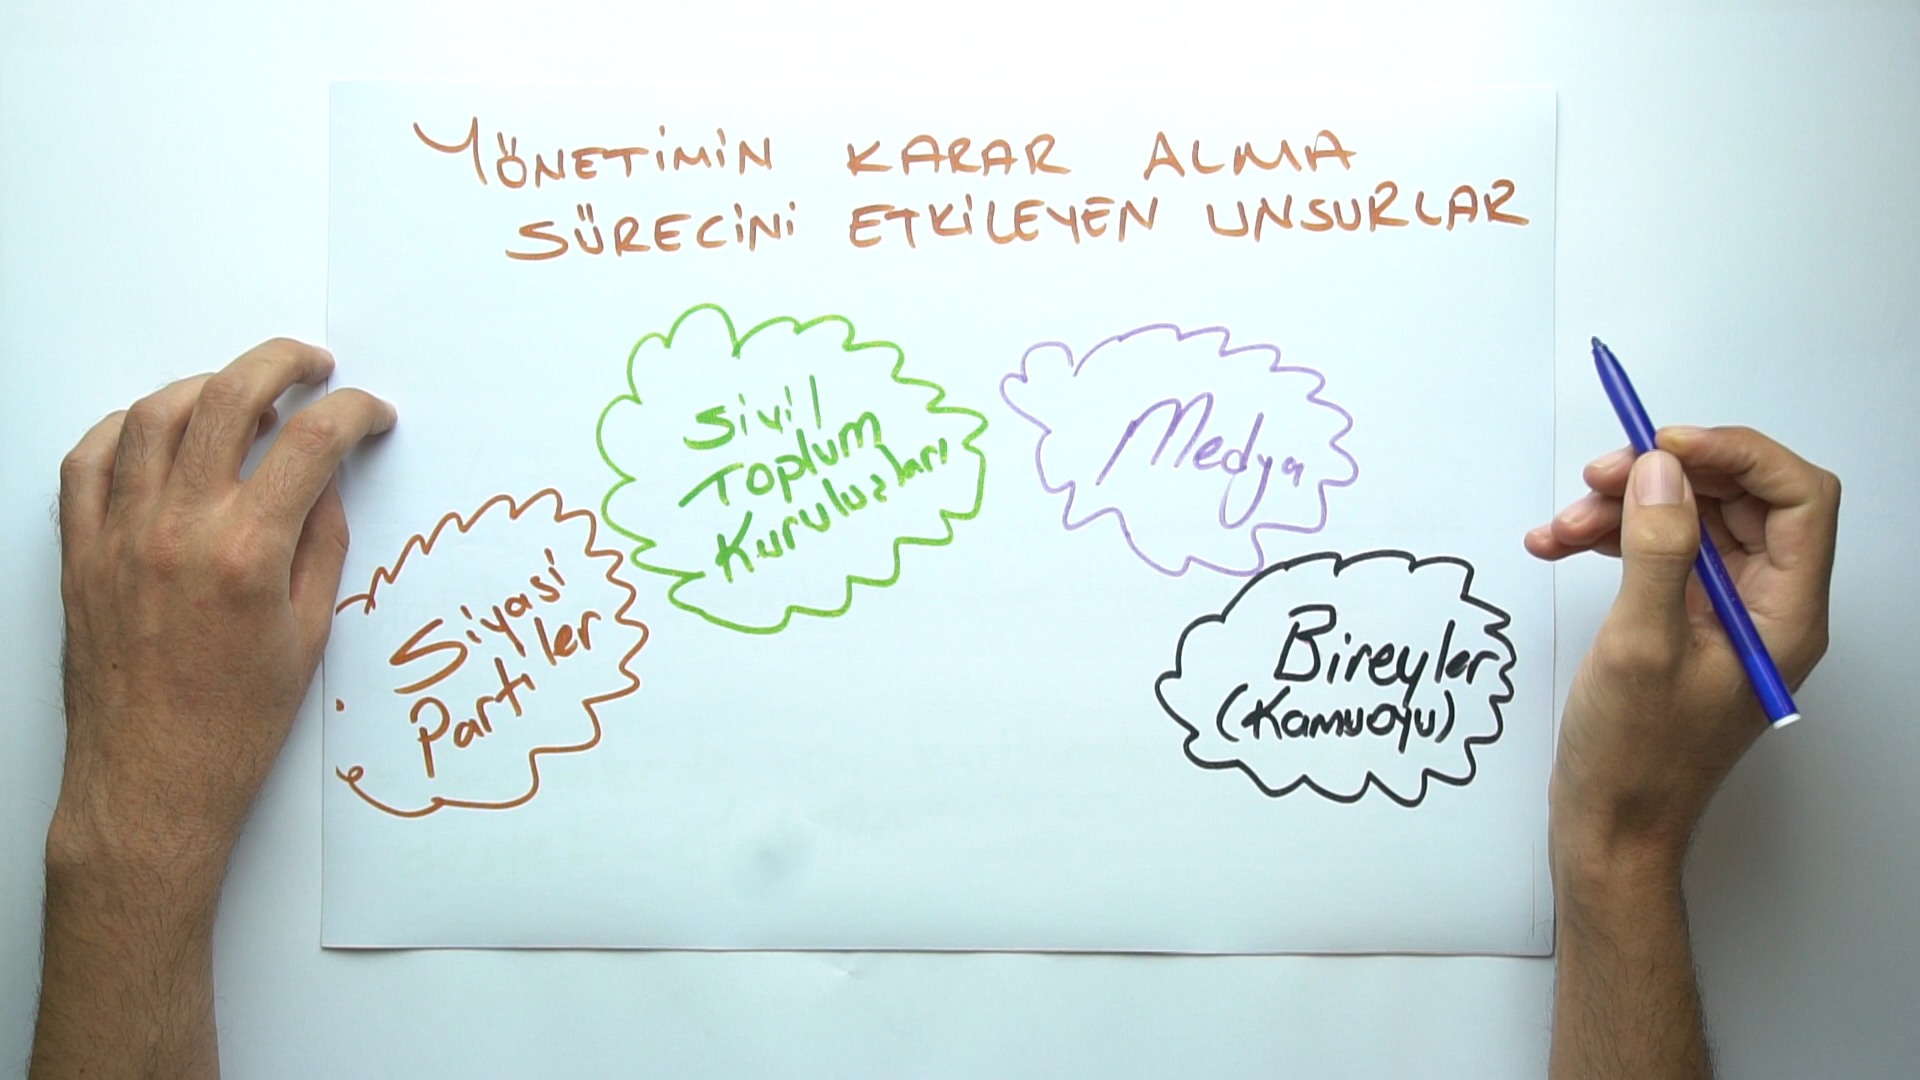 YÖNETİMİN KARAR ALMA
SÜRECİNİ ETKİLEYEN UNSURLAR
Siyasi
Partiler
Sivil
Toplum
Kuruluşları
Medya
Bireyler
(Kamuoyu)